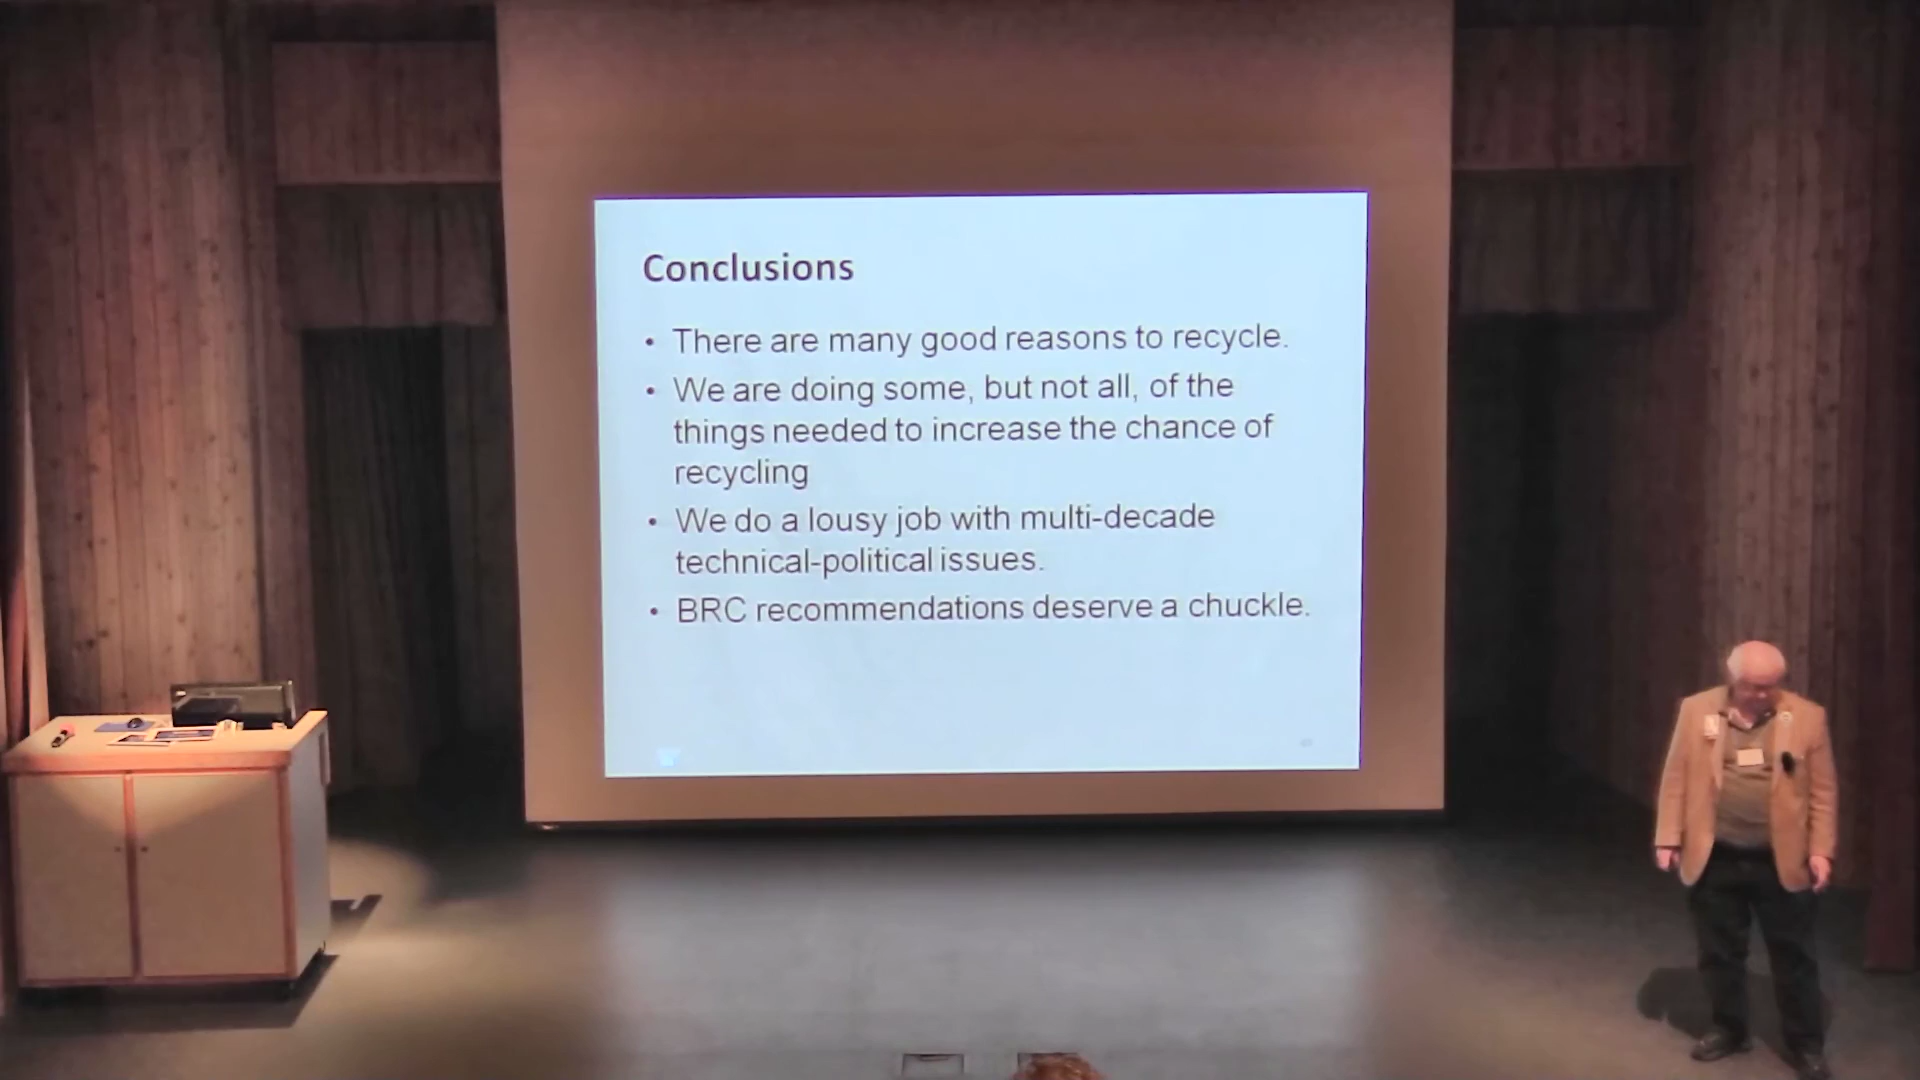 Conclusions
• There are many good reasons to recycle.
• We are doing some, but not all, of the
things needed to increase the chance of
recycling
• We do a lousy job with multi-decade
technical-political issues.
• BRC recommendations deserve a chuckle.